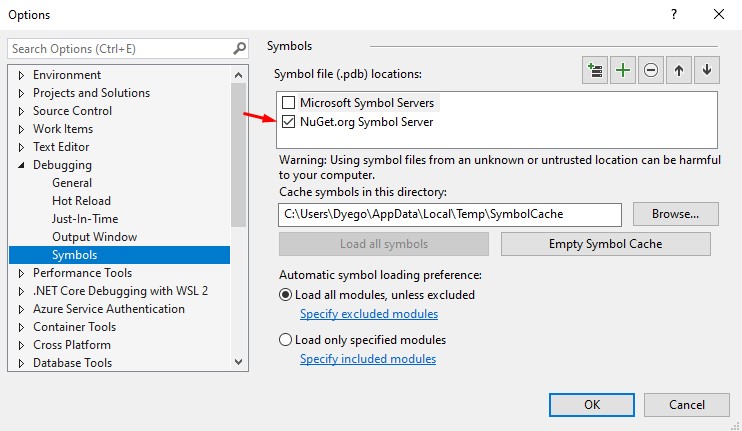 Options
Search Options (Ctrl+E)
Environment
Projects and Solutions
Source Control
Work Items
Text Editor
Debugging
General
Hot Reload
Just-In-Time
Output Window
Symbols
Performance Tools
.NET Core Debugging with WSL 2
Azure Service Authentication
Container Tools
Cross Platform
Database Tools
Symbols
Symbol file (.pdb) locations:
Microsoft Symbol Servers
NuGet.org Symbol Server
Warning: Using symbol files from an unknown or untrusted location can be harmful
to your computer.
Cache symbols in this directory:
C:\Users\Dyego\AppData\Local\Temp\SymbolCache
Browse...
Load all symbols
Empty Symbol Cache
Automatic symbol loading preference:
Load all modules, unless excluded
Specify excluded modules
Load only specified modules
Specify included modules
OK
Cancel